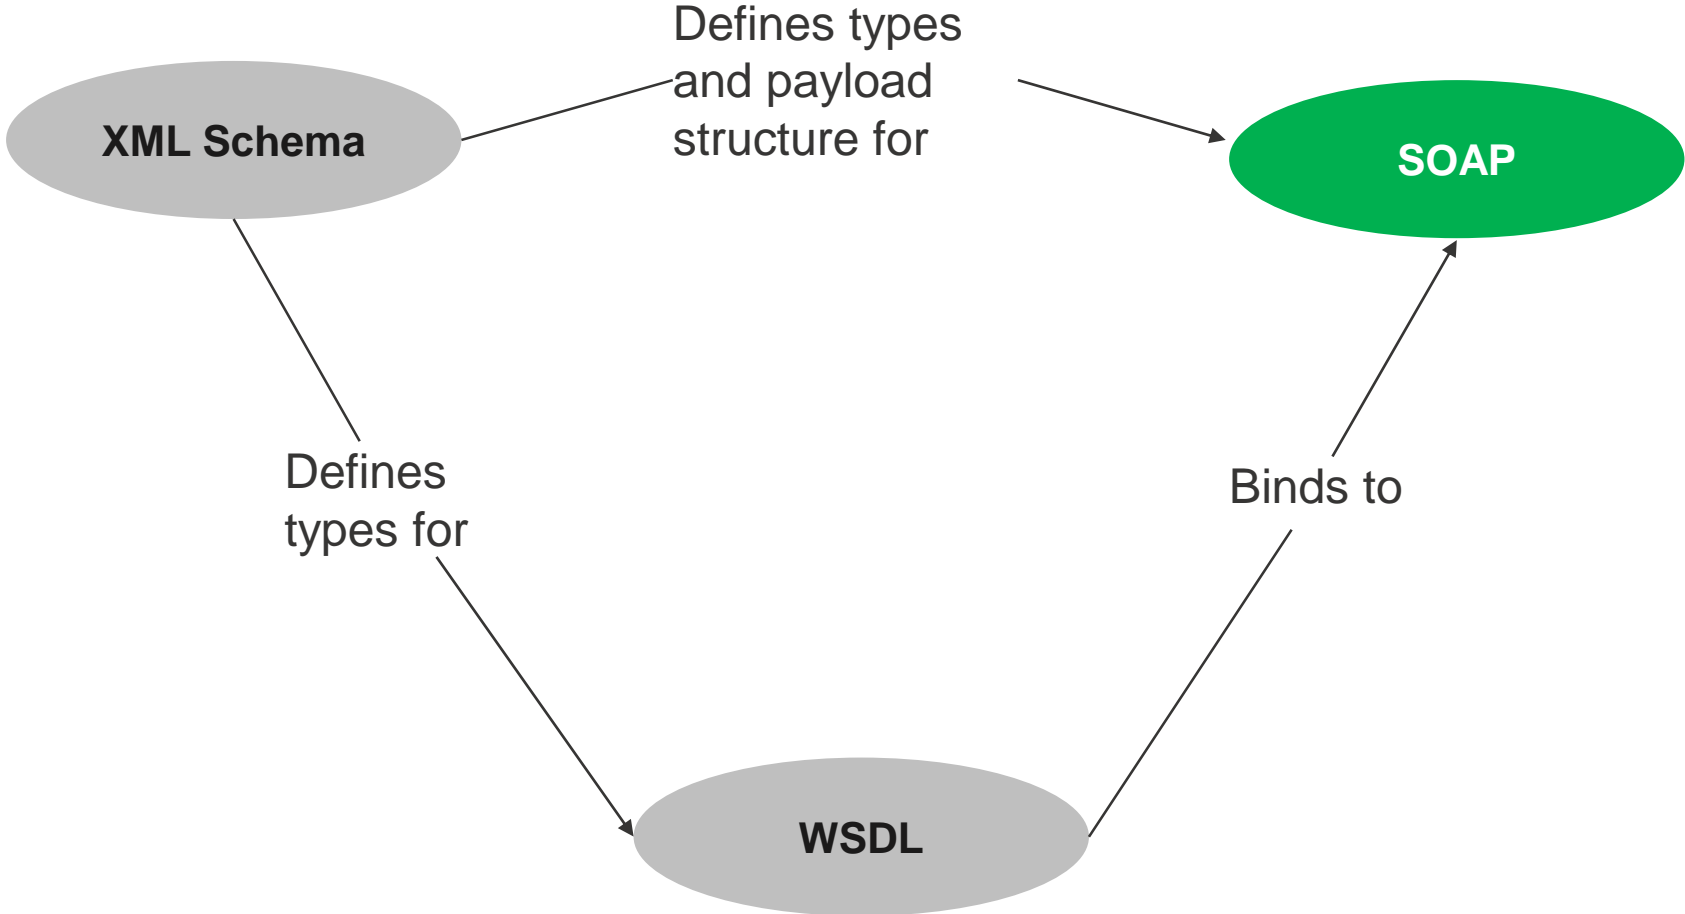 Defines types
and payload
structure for
XML Schema
SOAP
Defines
types for
Binds to
WSDL